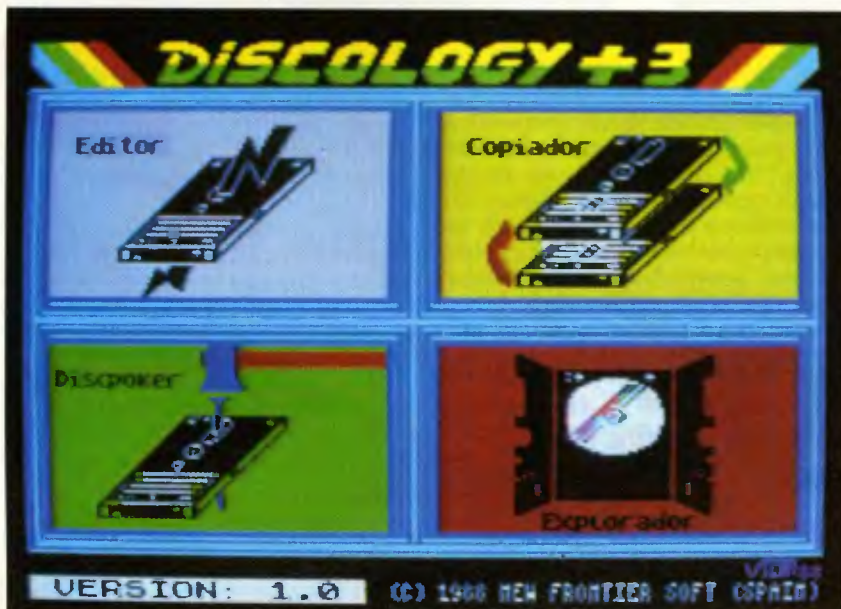 DISCOLOGY +3
Editor
Copiador
Discpoker
Explorador
VERSION: 1.0
(C) 1988 NEW FRONTIER SOFT (SPAIN)